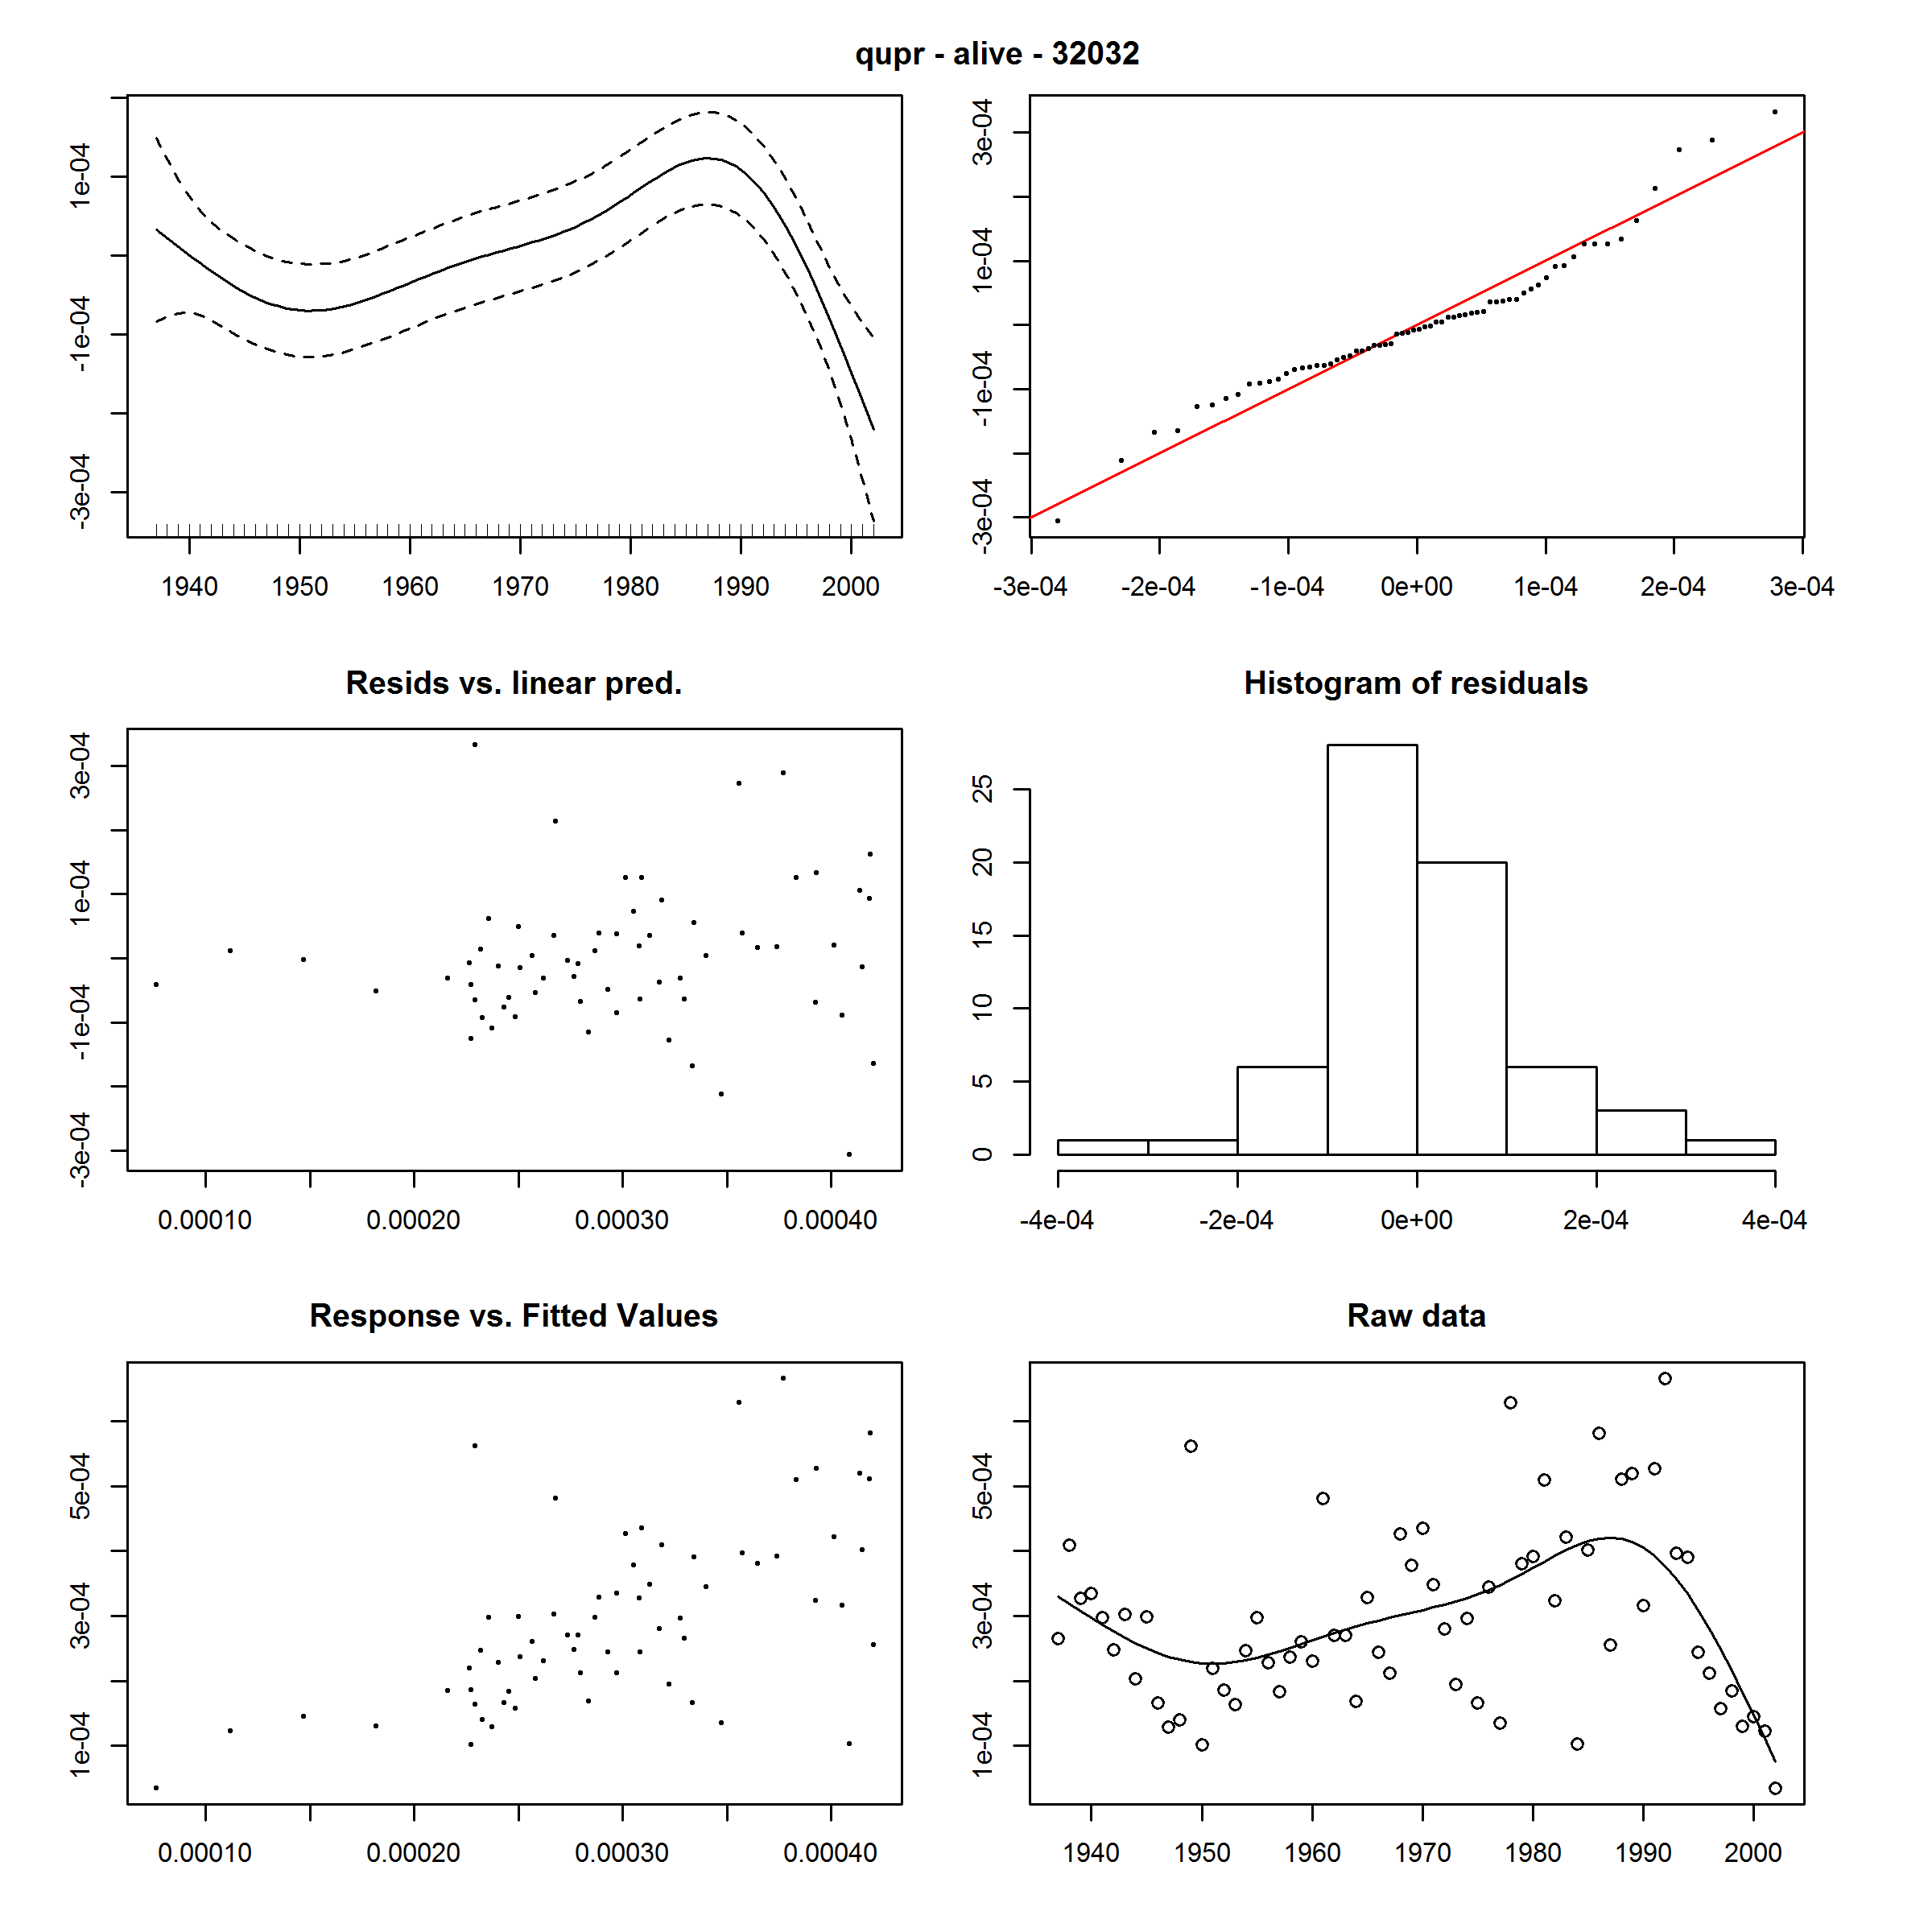 qupr - alive - 32032
1e-04
-1e-04
-3e-04
1940 1950 1960 1970 1980 1990 2000
3e-04
1e-04
-1e-04
-3e-04
-3e-04 -2e-04 -1e-04 0e+00 1e-04 2e-04 3e-04
Resids vs. linear pred.
3e-04
1e-04
-1e-04
-3e-04
0.00010 0.00020 0.00030 0.00040
Histogram of residuals
25
20
15
10
5
0
-4e-04 -2e-04 0e+00 2e-04 4e-04
Response vs. Fitted Values
5e-04
3e-04
1e-04
0.00010 0.00020 0.00030 0.00040
Raw data
5e-04
3e-04
1e-04
1940 1950 1960 1970 1980 1990 2000